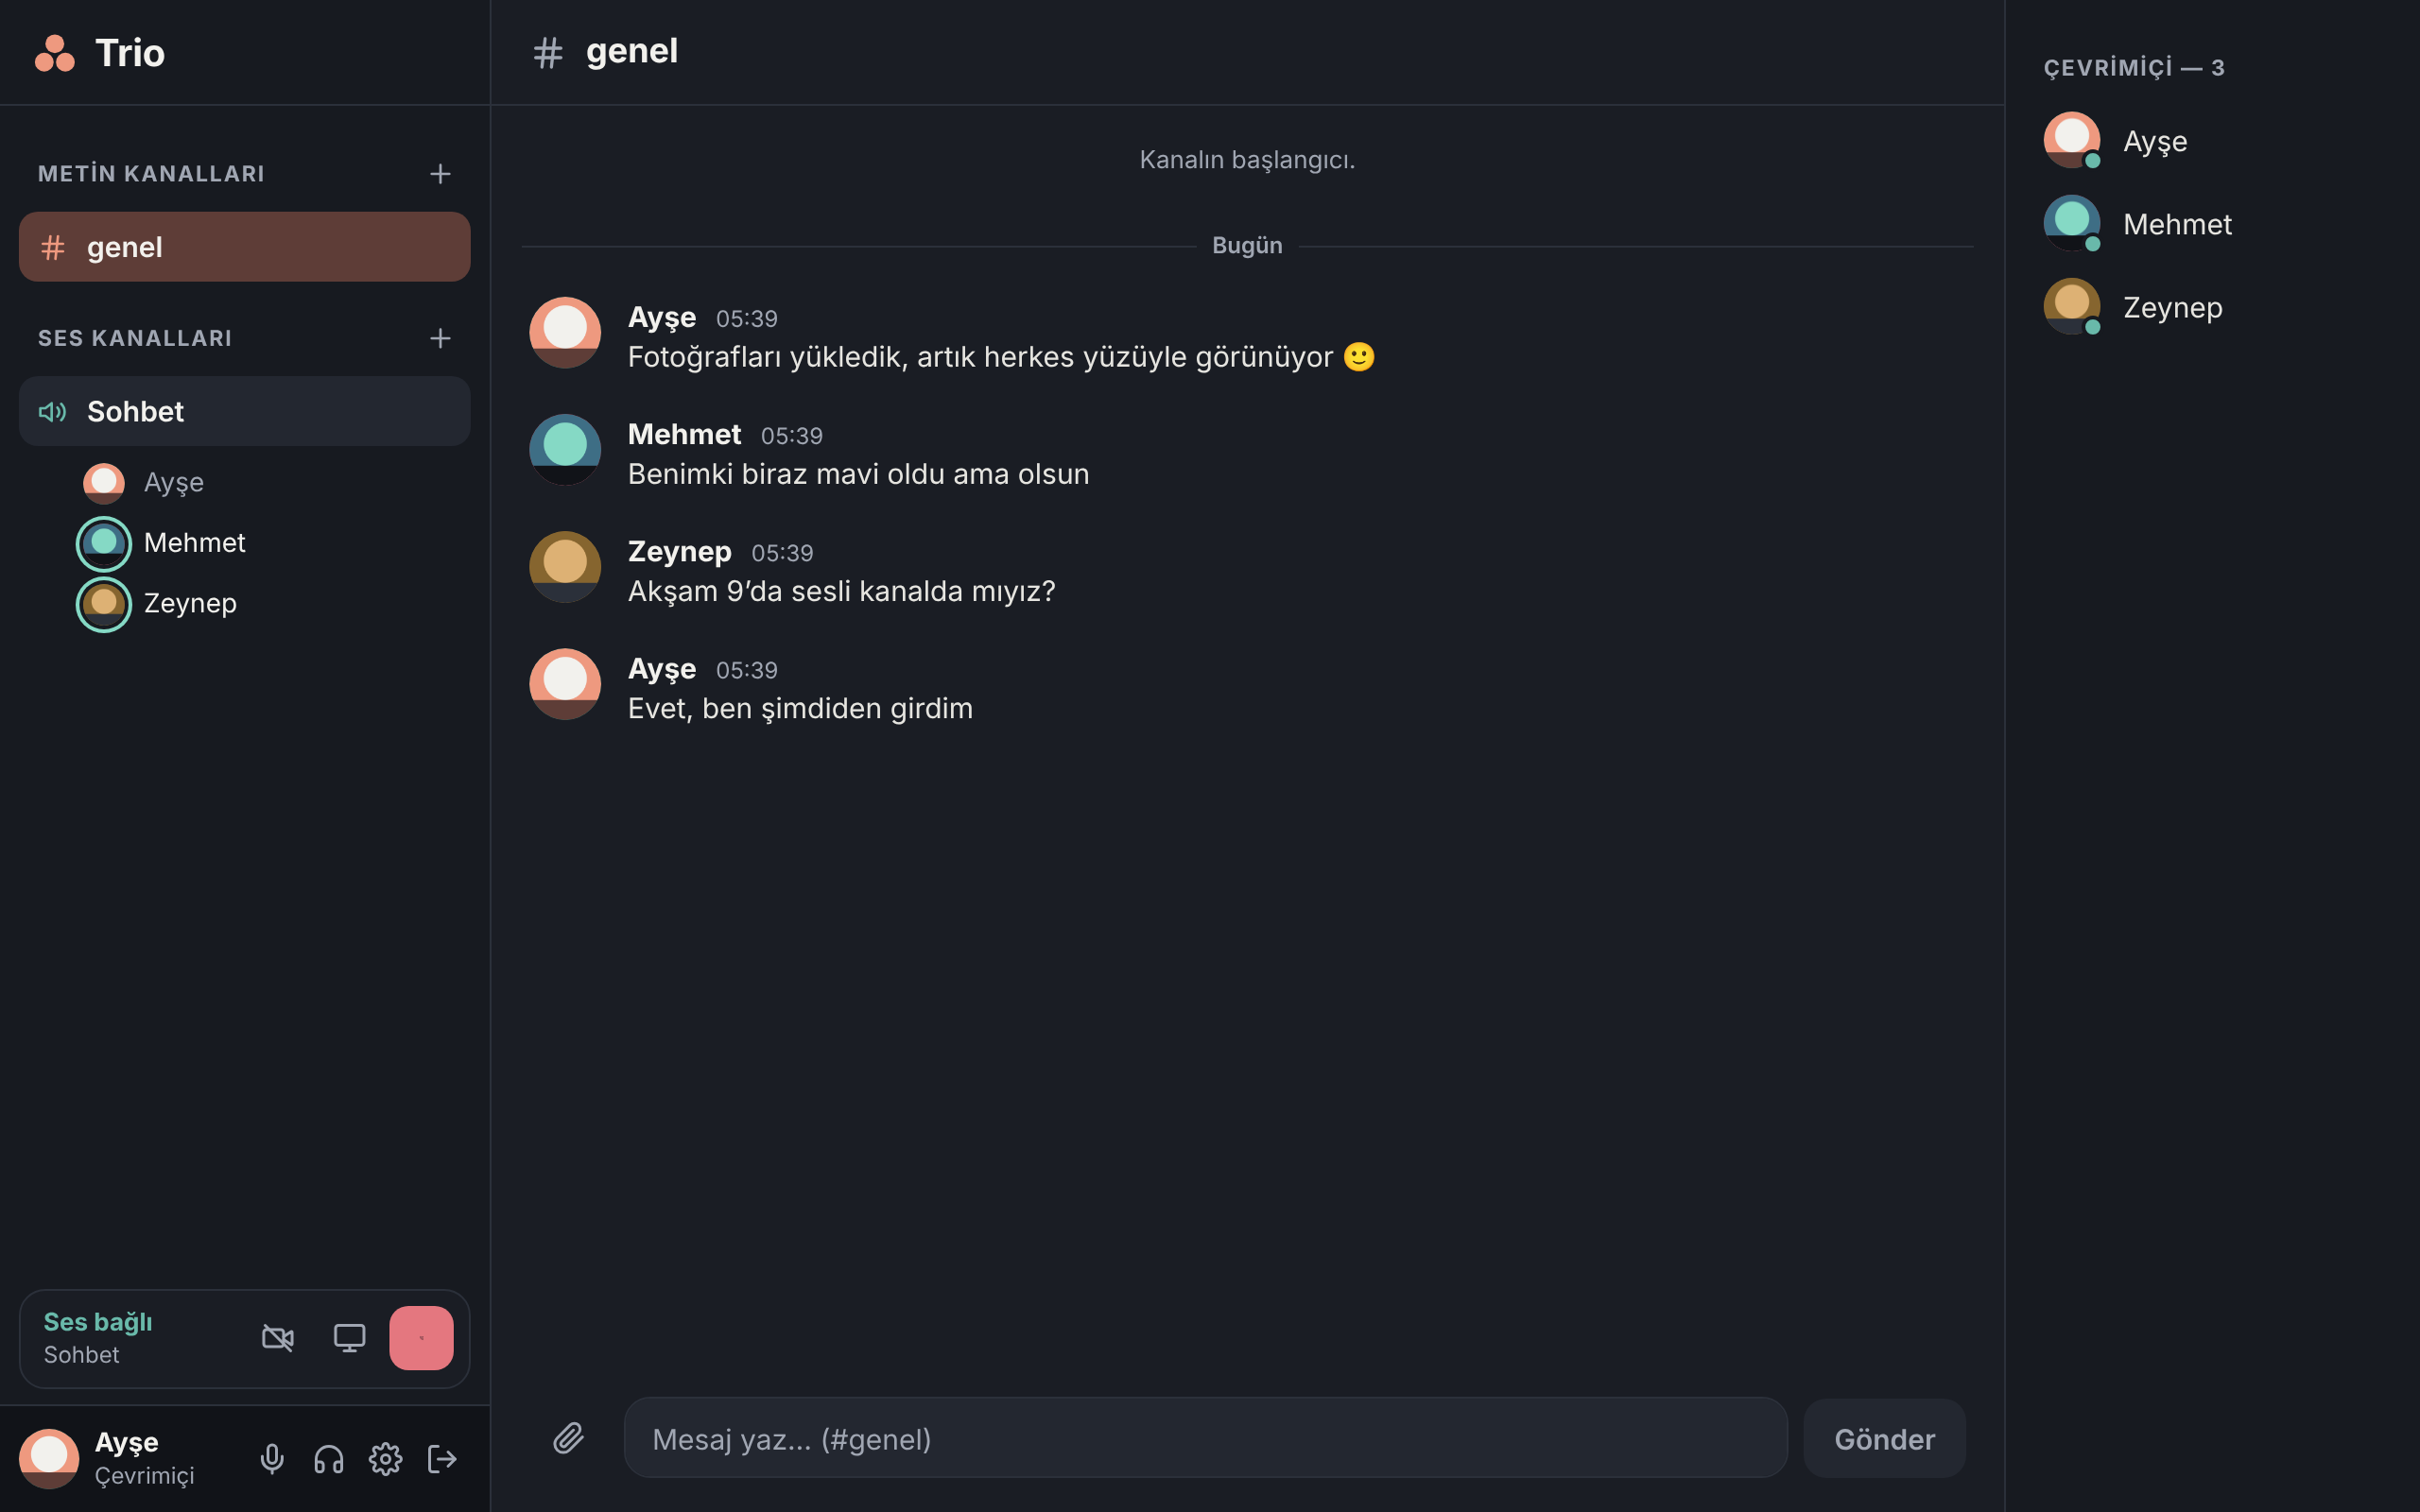 Trio
METİN KANALLARI
genel
SES KANALLARI
Sohbet
Ayşe
Mehmet
Zeynep
Ses bağlı
Sohbet
Ayşe
Çevrimiçi
# genel
Kanalın başlangıcı.
Bugün
Ayşe 05:39
Fotoğrafları yükledik, artık herkes yüzüyle görünüyor 🙂
Mehmet 05:39
Benimki biraz mavi oldu ama olsun
Zeynep 05:39
Akşam 9’da sesli kanalda mıyız?
Ayşe 05:39
Evet, ben şimdiden girdim
Mesaj yaz... (#genel)
Gönder
ÇEVRİMİÇİ — 3
Ayşe
Mehmet
Zeynep